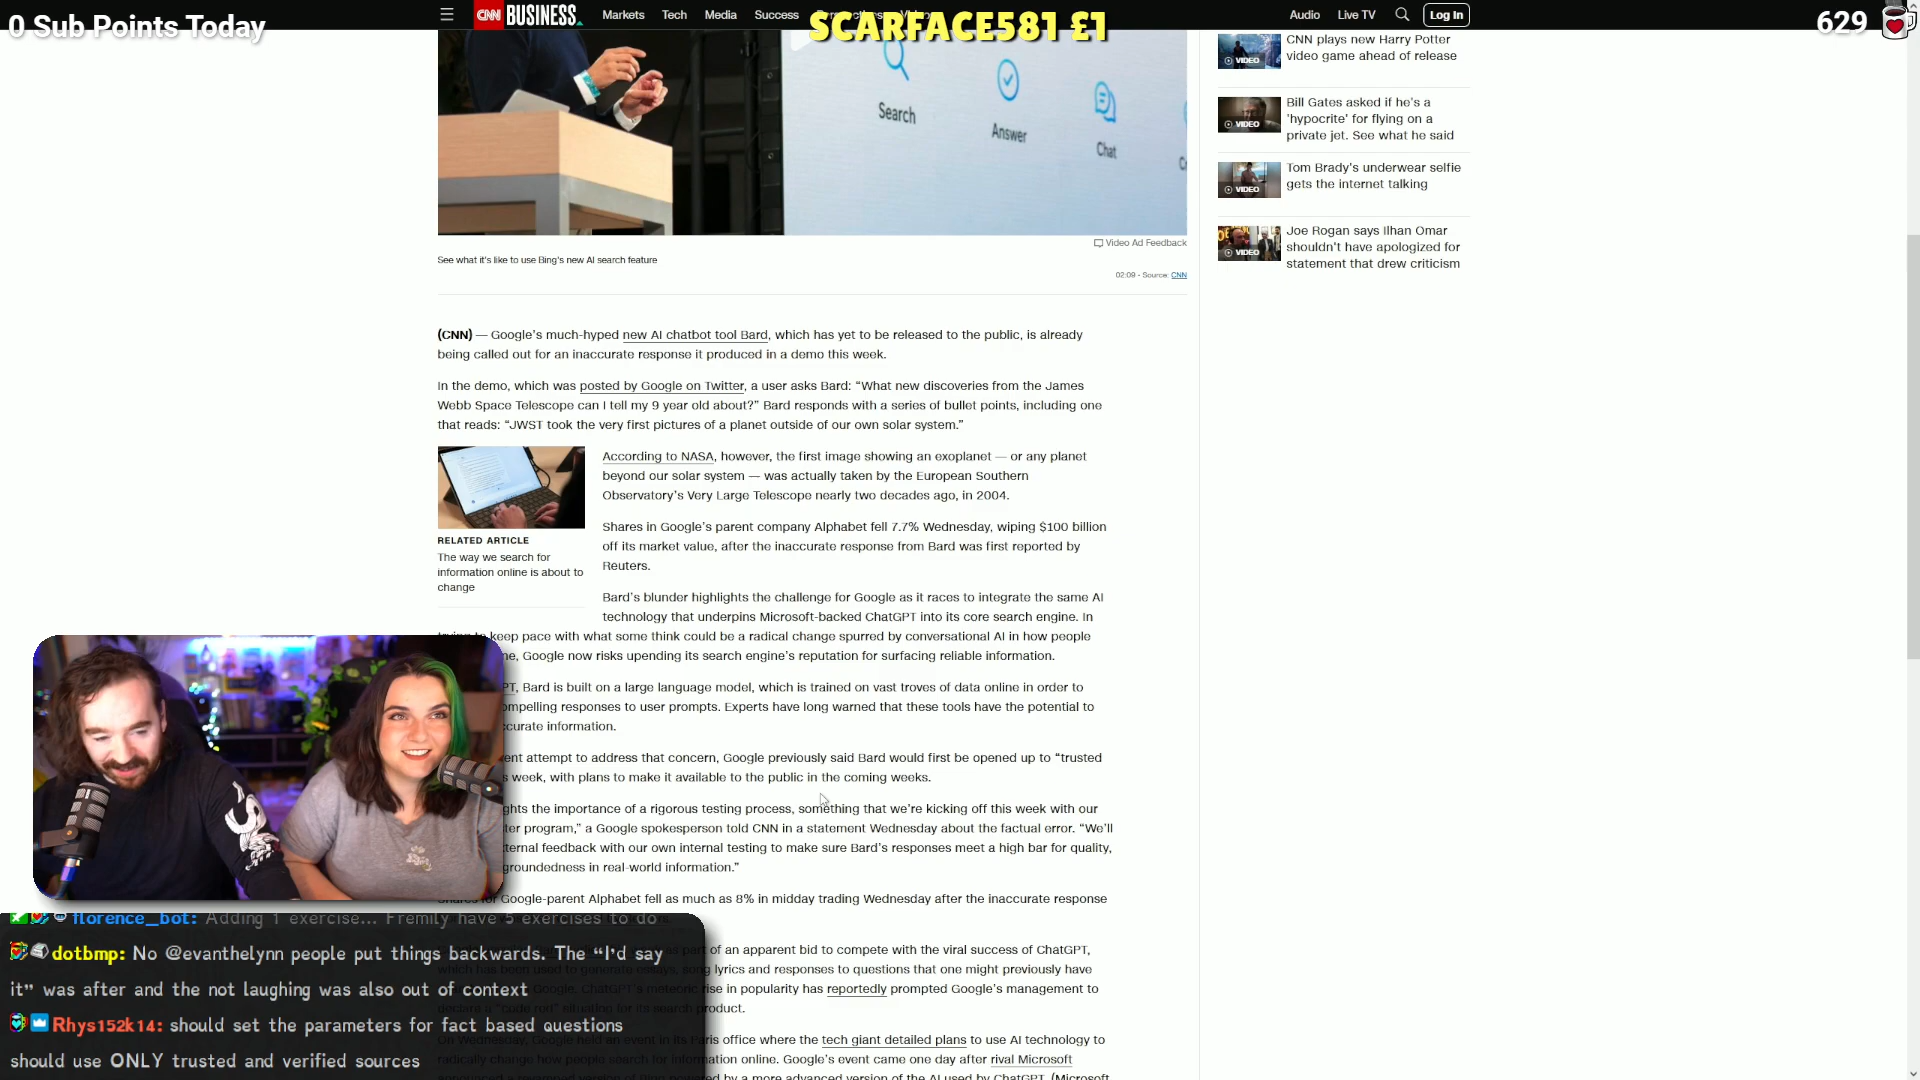 0 Sub Points Today
CNN BUSINESS
Markets Tech Media Success
SCARFACE581 £1
Audio Live TV
Log In
629
Search
Answer
Chat
Video Ad Feedback
See what it's like to use Bing's new AI search feature
02:09 • Source: CNN
VIDEO
CNN plays new Harry Potter
video game ahead of release
VIDEO
Bill Gates asked if he's a
'hypocrite' for flying on a
private jet. See what he said
VIDEO
Tom Brady's underwear selfie
gets the internet talking
VIDEO
Joe Rogan says Ilhan Omar
shouldn't have apologized for
statement that drew criticism
(CNN) — Google's much-hyped new AI chatbot tool Bard, which has yet to be released to the public, is already
being called out for an inaccurate response it produced in a demo this week.
In the demo, which was posted by Google on Twitter, a user asks Bard: “What new discoveries from the James
Webb Space Telescope can I tell my 9 year old about?” Bard responds with a series of bullet points, including one
that reads: “JWST took the very first pictures of a planet outside of our own solar system.”
RELATED ARTICLE
The way we search for
information online is about to
change
According to NASA, however, the first image showing an exoplanet — or any planet
beyond our solar system — was actually taken by the European Southern
Observatory's Very Large Telescope nearly two decades ago, in 2004.
Shares in Google's parent company Alphabet fell 7.7% Wednesday, wiping $100 billion
off its market value, after the inaccurate response from Bard was first reported by
Reuters.
Bard's blunder highlights the challenge for Google as it races to integrate the same AI
technology that underpins Microsoft-backed ChatGPT into its core search engine. In
keep pace with what some think could be a radical change spurred by conversational AI in how people
ne, Google now risks upending its search engine's reputation for surfacing reliable information.
PT, Bard is built on a large language model, which is trained on vast troves of data online in order to
ompelling responses to user prompts. Experts have long warned that these tools have the potential to
ccurate information.
ent attempt to address that concern, Google previously said Bard would first be opened up to “trusted
s week, with plans to make it available to the public in the coming weeks.
ghts the importance of a rigorous testing process, something that we're kicking off this week with our
ter program,” a Google spokesperson told CNN in a statement Wednesday about the factual error. “We'll
ternal feedback with our own internal testing to make sure Bard's responses meet a high bar for quality,
groundedness in real-world information.”
Shares for Google-parent Alphabet fell as much as 8% in midday trading Wednesday after the inaccurate response
as part of an apparent bid to compete with the viral success of ChatGPT,
which has been used to generate essays, song lyrics and responses to questions that one might previously have
Google. ChatGPT's meteoric rise in popularity has reportedly prompted Google's management to
declare a “code red” situation for its search product.
On Wednesday, Google held an event in its Paris office where the tech giant detailed plans to use AI technology to
radically change how people search for information online. Google's event came one day after rival Microsoft
announced a revamped version of Bing powered by a more advanced version of the AI used by ChatGPT. (Microsoft
florence_bot: Adding 1 exercise... Fremily have 5 exercises to do
dotbmp: No @evanthelynn people put things backwards. The “I'd say
it” was after and the not laughing was also out of context
Rhys152k14: should set the parameters for fact based questions
should use ONLY trusted and verified sources